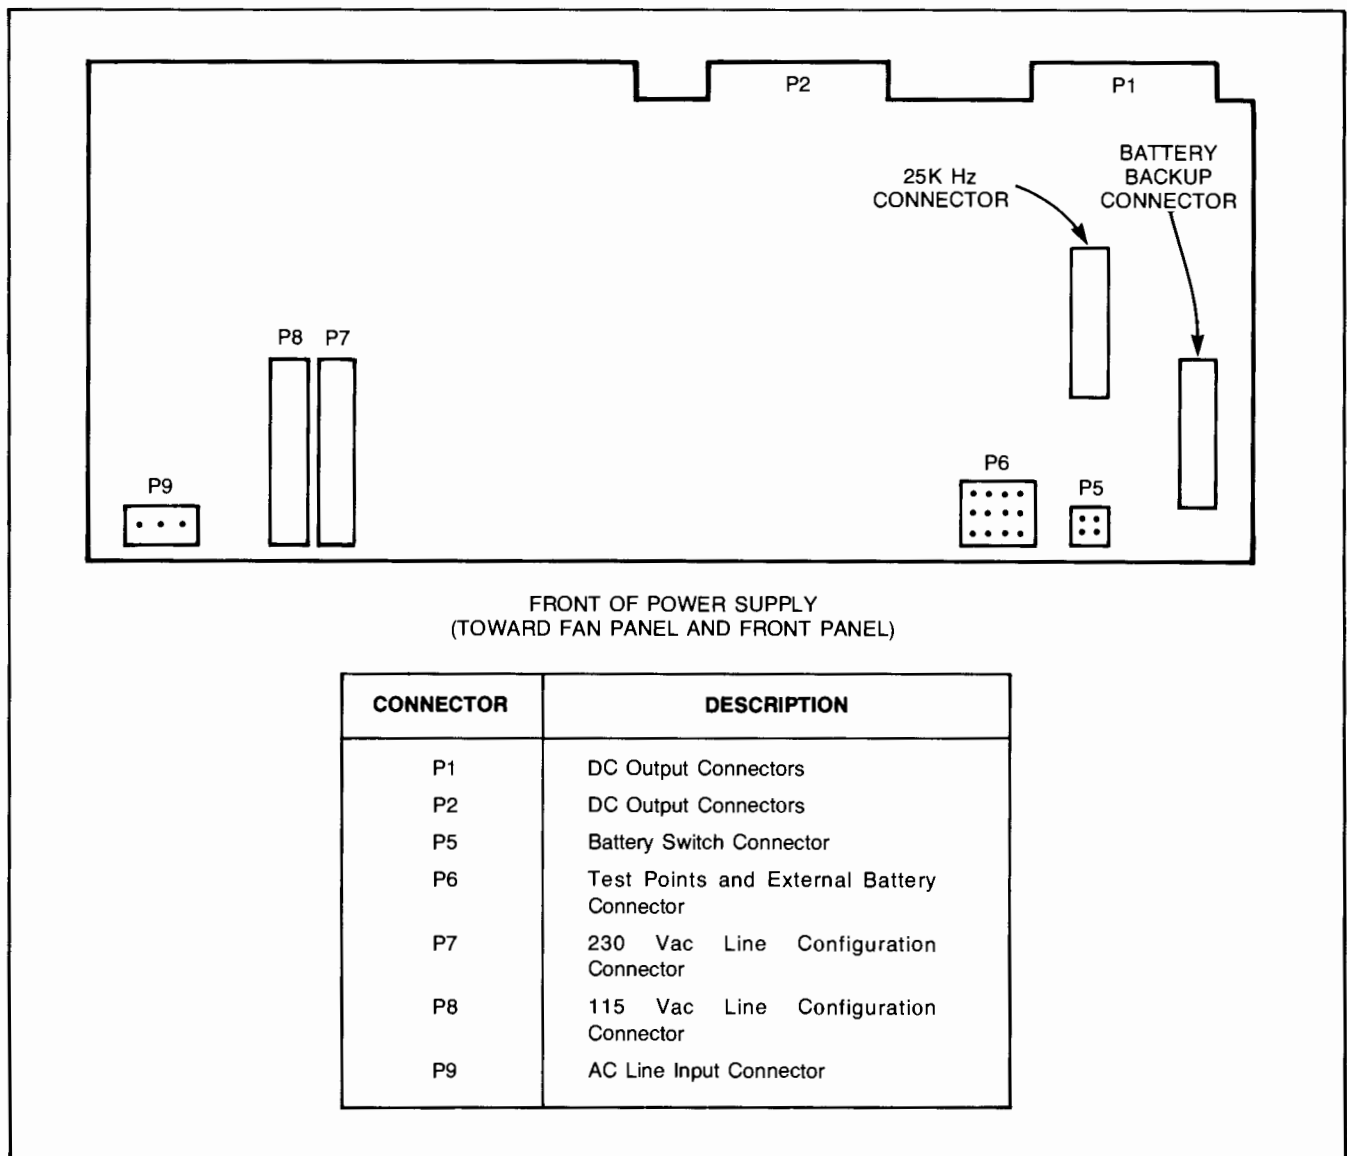 P2
P1
25K Hz
CONNECTOR
BATTERY
BACKUP
CONNECTOR
P8 P7
P9
P6
P5
FRONT OF POWER SUPPLY
(TOWARD FAN PANEL AND FRONT PANEL)
CONNECTOR DESCRIPTION
P1 DC Output Connectors
P2 DC Output Connectors
P5 Battery Switch Connector
P6 Test Points and External Battery
Connector
P7 230 Vac Line Configuration
Connector
P8 115 Vac Line Configuration
Connector
P9 AC Line Input Connector